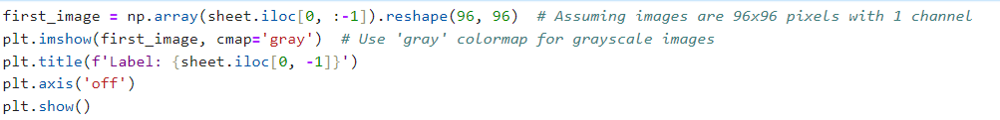 first_image = np.array(sheet.iloc[0, :-1]).reshape(96, 96)  # Assuming images are 96x96 pixels with 1 channel
plt.imshow(first_image, cmap='gray')  # Use 'gray' colormap for grayscale images
plt.title(f'Label: {sheet.iloc[0, -1]}')
plt.axis('off')
plt.show()